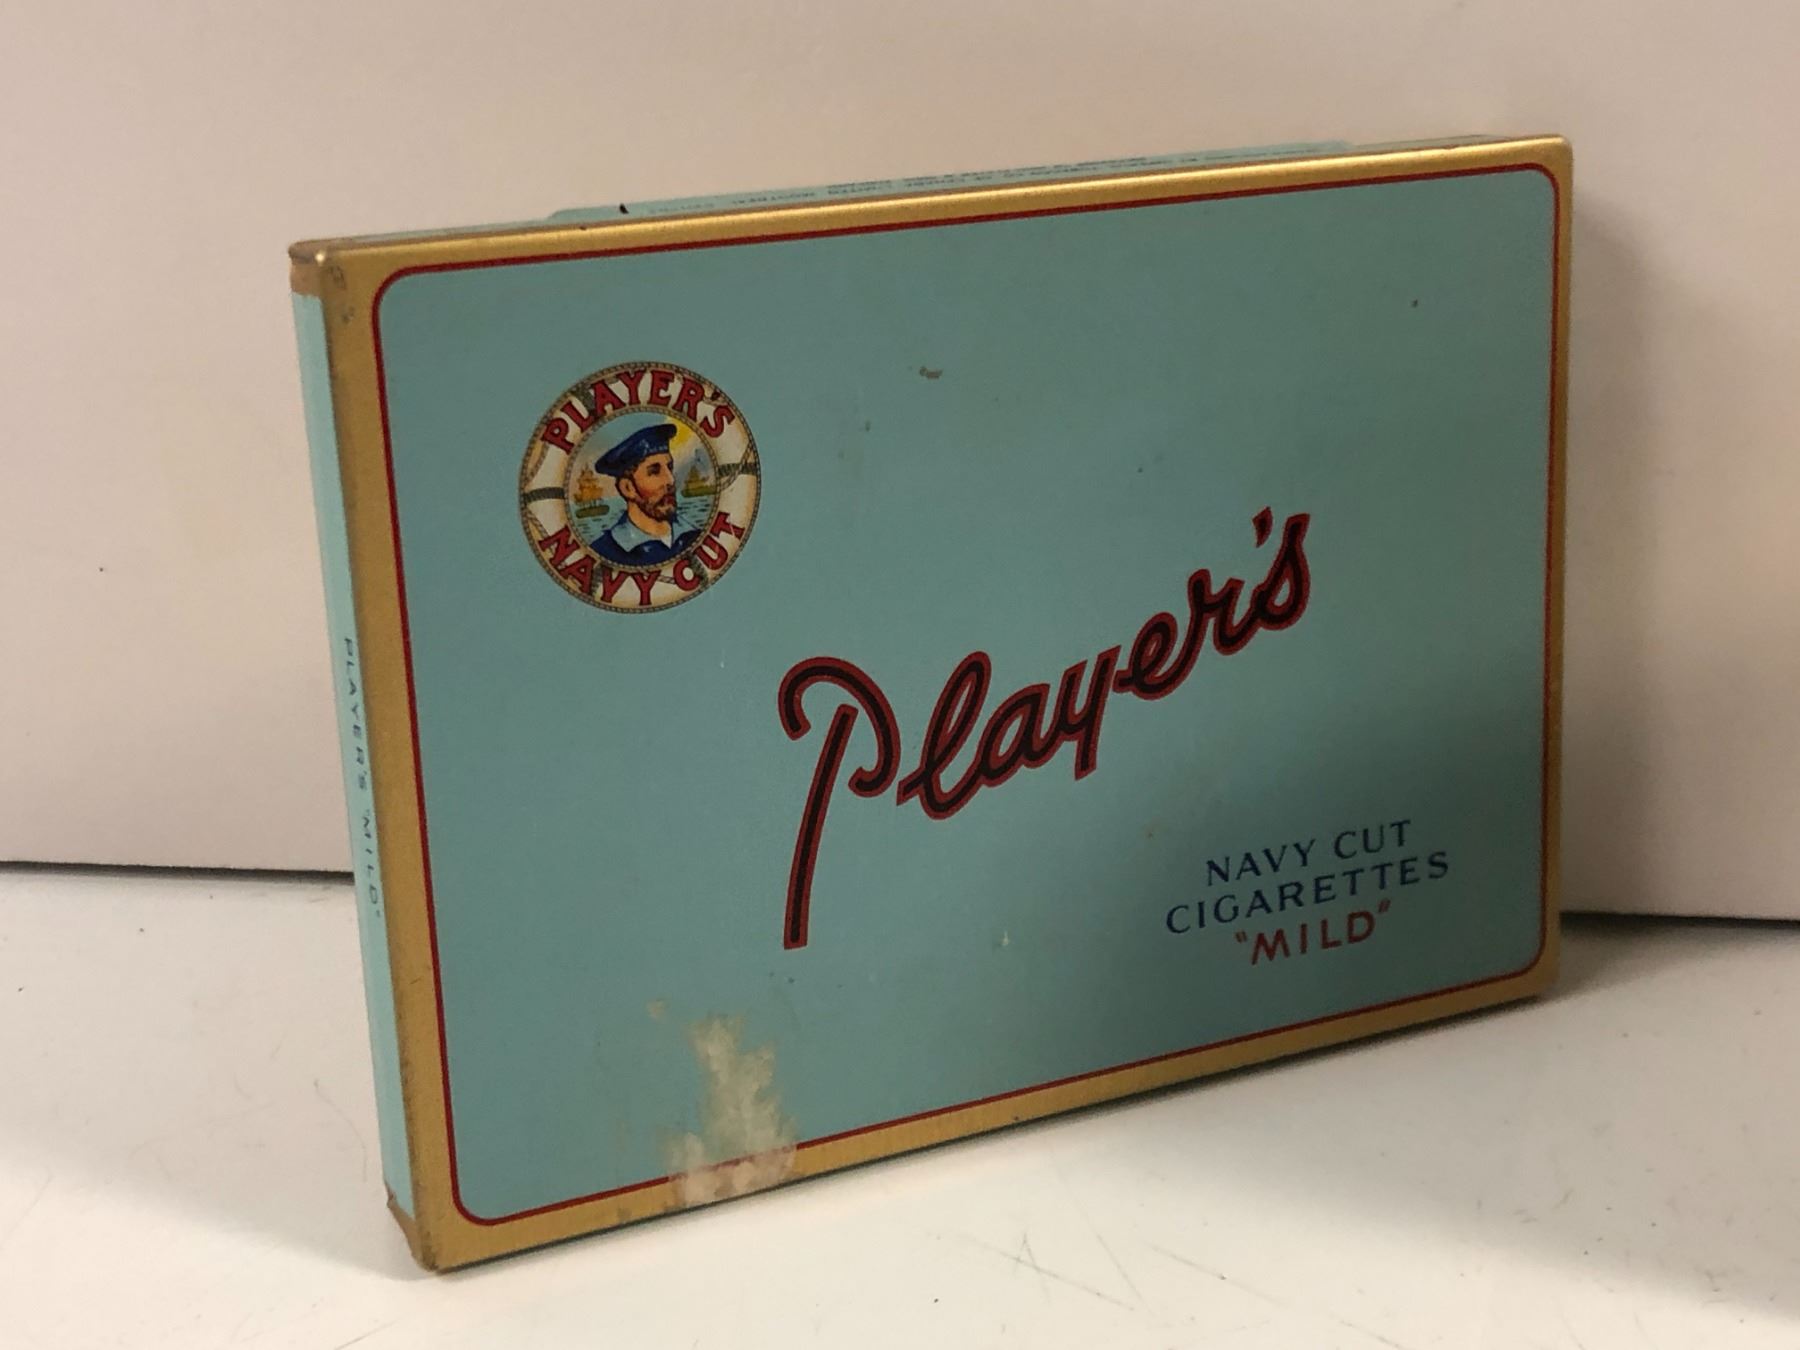 PLAYER'S
NAVY CUT
Player's
NAVY CUT
CIGARETTES
"MILD"
PLAYER'S "MILD"